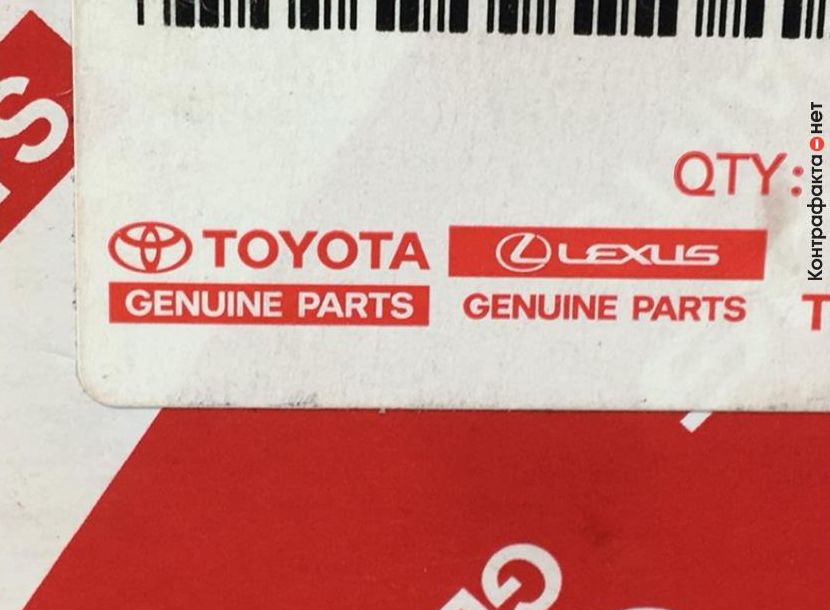 QTY:
TOYOTA
GENUINE PARTS
LEXUS
GENUINE PARTS
Контрафакта нет